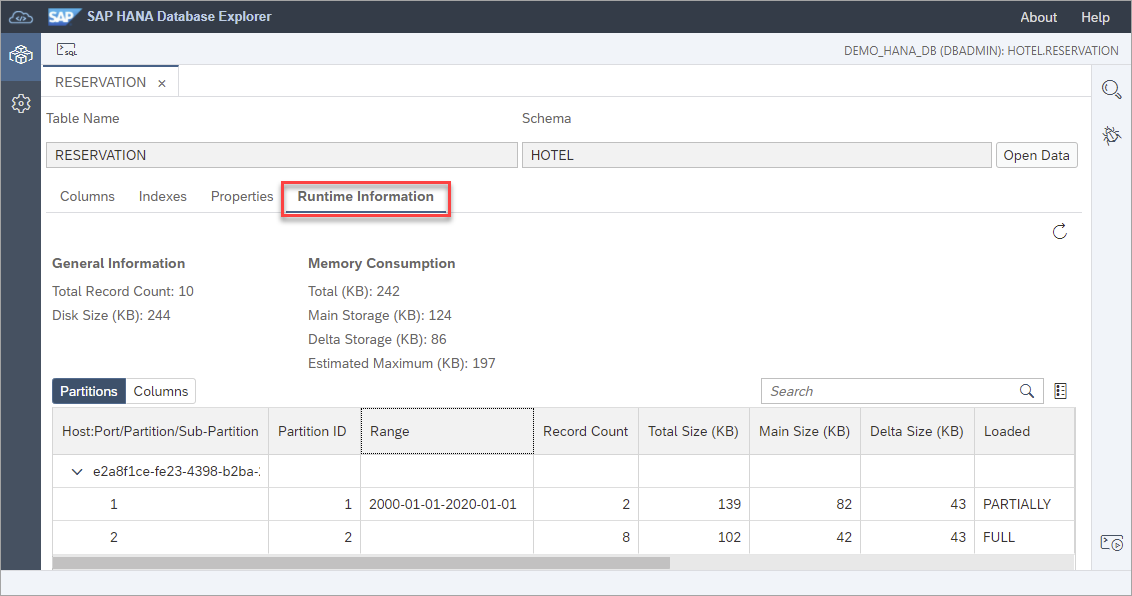 SAP SAP HANA Database Explorer About Help
SQL DEMO_HANA_DB (DBADMIN): HOTEL.RESERVATION
RESERVATION ×
Table Name Schema
RESERVATION HOTEL Open Data
Columns Indexes Properties Runtime Information
General Information Memory Consumption
Total Record Count: 10 Total (KB): 242
Disk Size (KB): 244 Main Storage (KB): 124
Delta Storage (KB): 86
Estimated Maximum (KB): 197
Partitions Columns Search
Host:Port/Partition/Sub-Partition Partition ID Range Record Count Total Size (KB) Main Size (KB) Delta Size (KB) Loaded
e2a8f1ce-fe23-4398-b2ba-
1 1 2000-01-01-2020-01-01 2 139 82 43 PARTIALLY
2 2 8 102 42 43 FULL